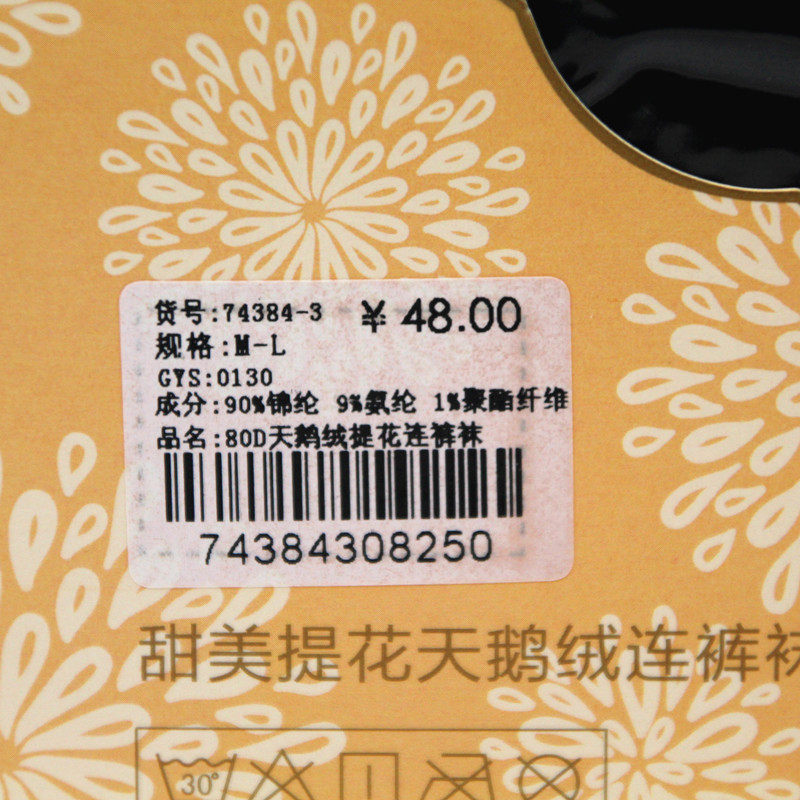 货号:74384-3 ¥ 48.00
规格:M-L
GYS:0130
成分:90%锦纶 9%氨纶 1%聚酯纤维
品名:80D天鹅绒提花连裤袜
74384308250
甜美提花天鹅绒连裤袜
30°